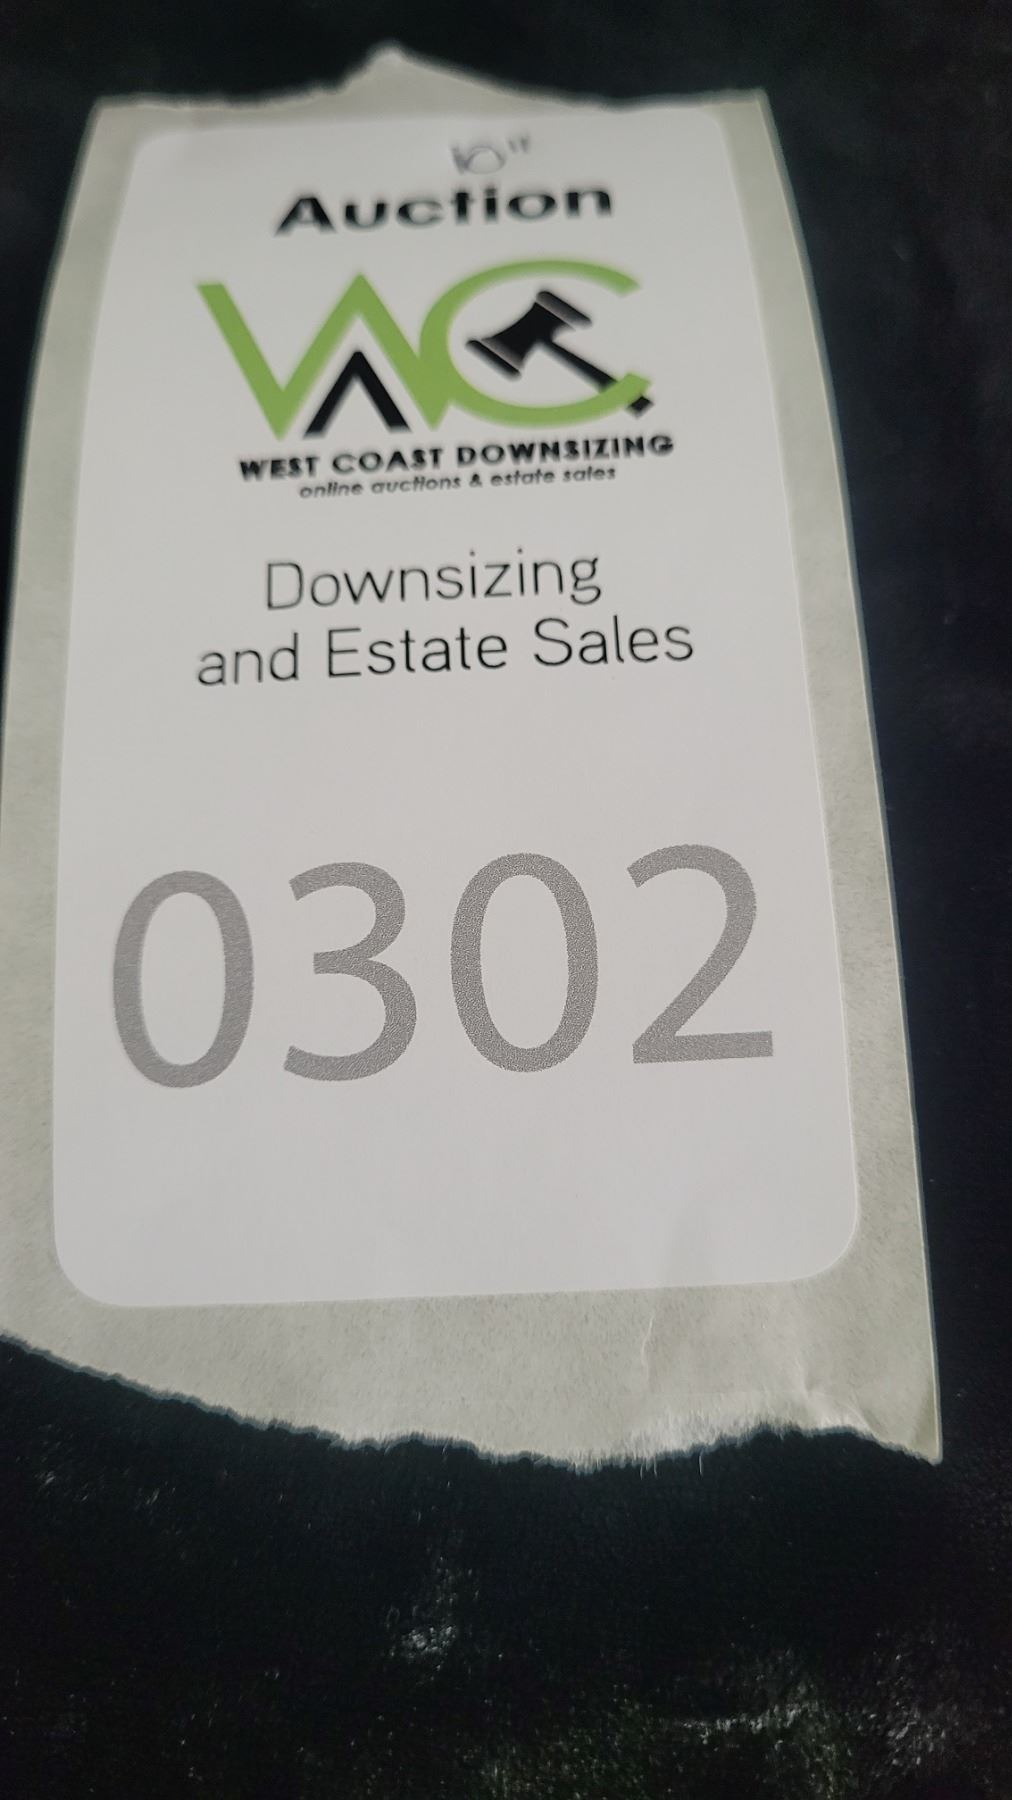 10"
Auction
WC
WEST COAST DOWNSIZING
online auctions & estate sales
Downsizing
and Estate Sales
0302